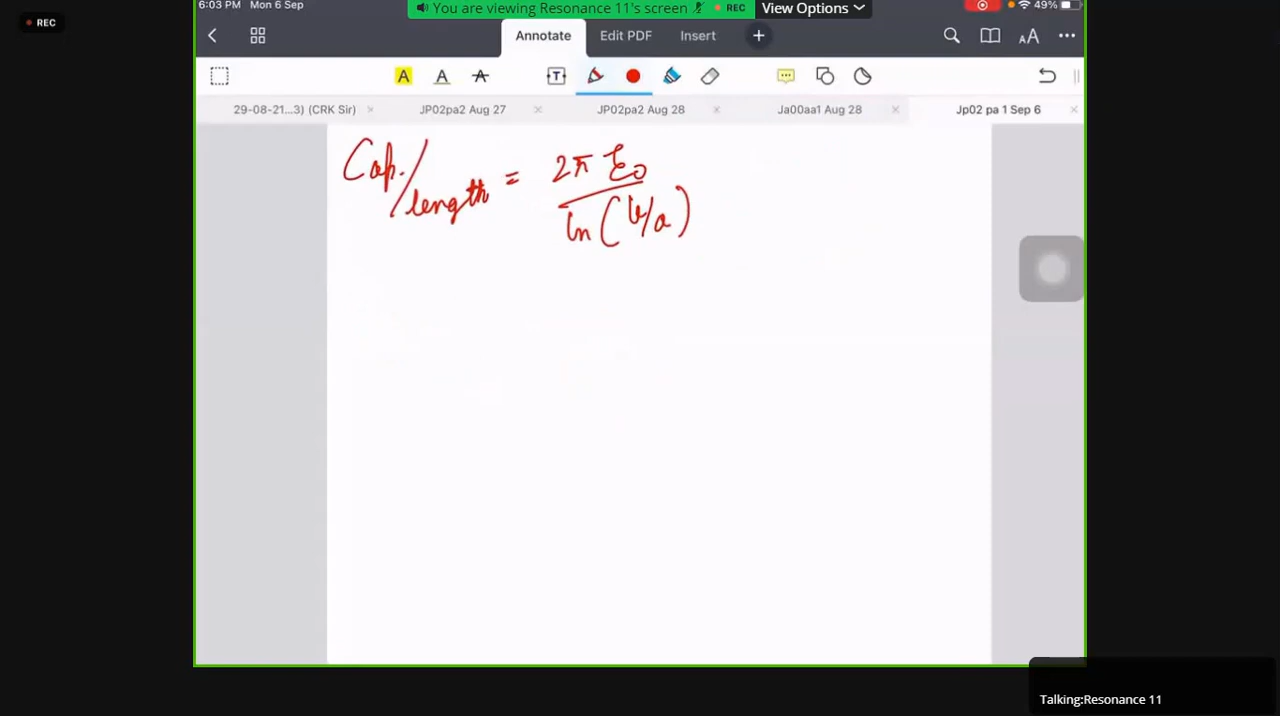 REC
6:03 PM Mon 6 Sep
You are viewing Resonance 11's screen
REC
View Options
49%
Annotate
Edit PDF
Insert
29-08-21...3) (CRK Sir)
JP02pa2 Aug 27
JP02pa2 Aug 28
Ja00aa1 Aug 28
Jp02 pa 1 Sep 6
Cap./length = 2π ε0 / ln (b/a)
Talking:Resonance 11